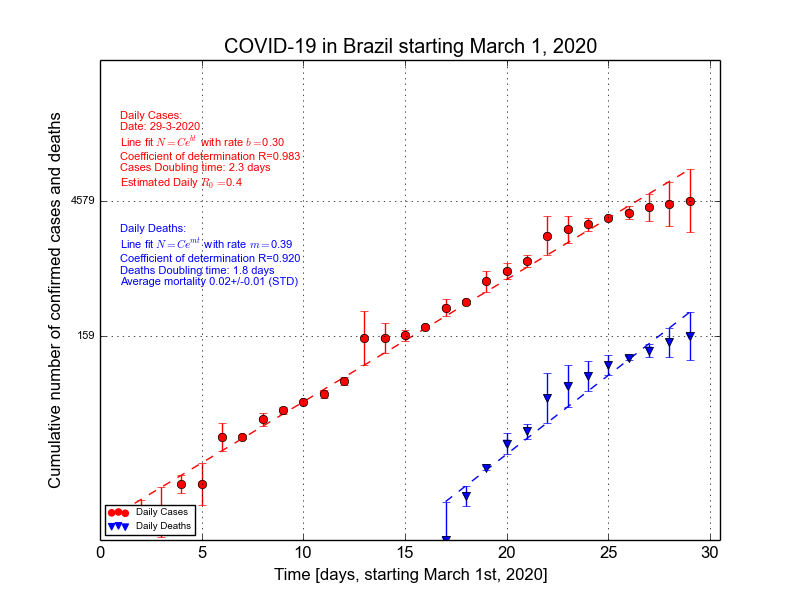 COVID-19 in Brazil starting March 1, 2020
Cumulative number of confirmed cases and deaths
Daily Cases:
Date: 29-3-2020
Line fit N=Ce^{bt} with rate b=0.30
Coefficient of determination R=0.983
Cases Doubling time: 2.3 days
Estimated Daily R_0=0.4
4579
Daily Deaths:
Line fit N=Ce^{mt} with rate m=0.39
Coefficient of determination R=0.920
Deaths Doubling time: 1.8 days
Average mortality 0.02+/-0.01 (STD)
159
Daily Cases
Daily Deaths
0 5 10 15 20 25 30
Time [days, starting March 1st, 2020]